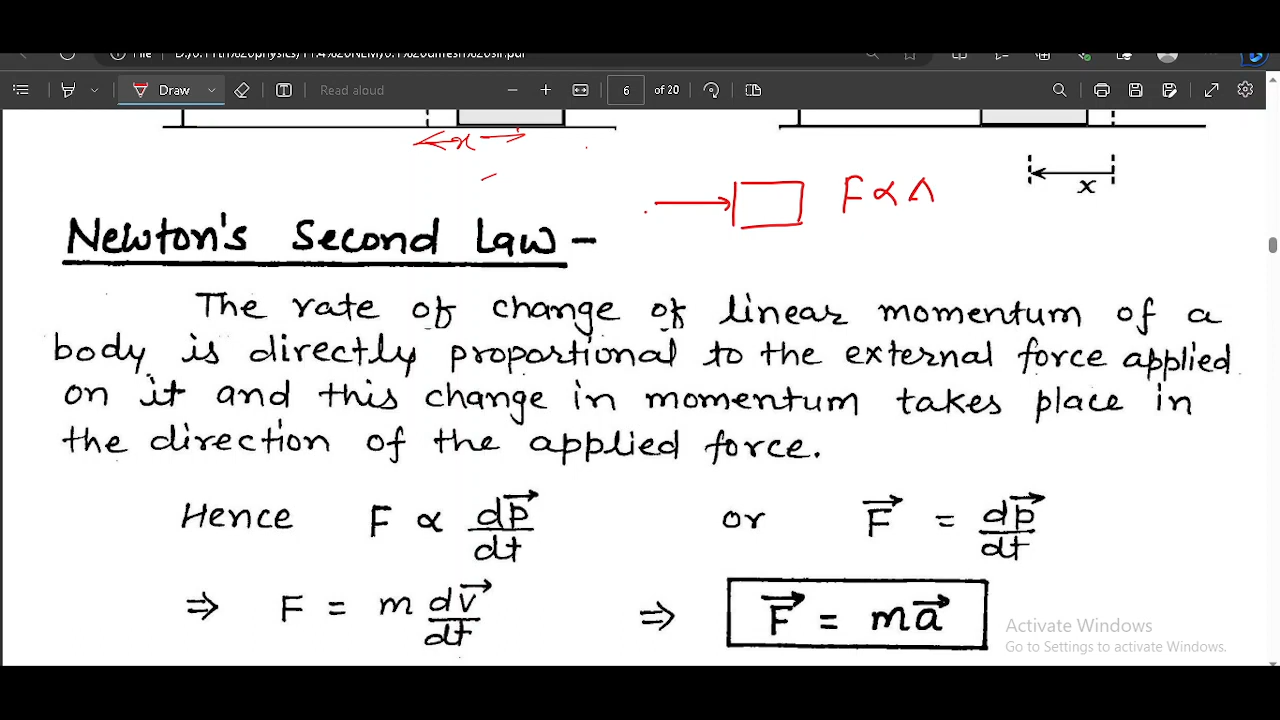 File
Draw
Read aloud
6 of 20
x
F ∝ Δ
x
Newton's Second Law -
The rate of change of linear momentum of a
body is directly proportional to the external force applied
on it and this change in momentum takes place in
the direction of the applied force.
Hence F ∝ dp⃗/dt or F⃗ = dp⃗/dt
⇒ F = m dv⃗/dt ⇒ F⃗ = ma⃗
Activate Windows
Go to Settings to activate Windows.